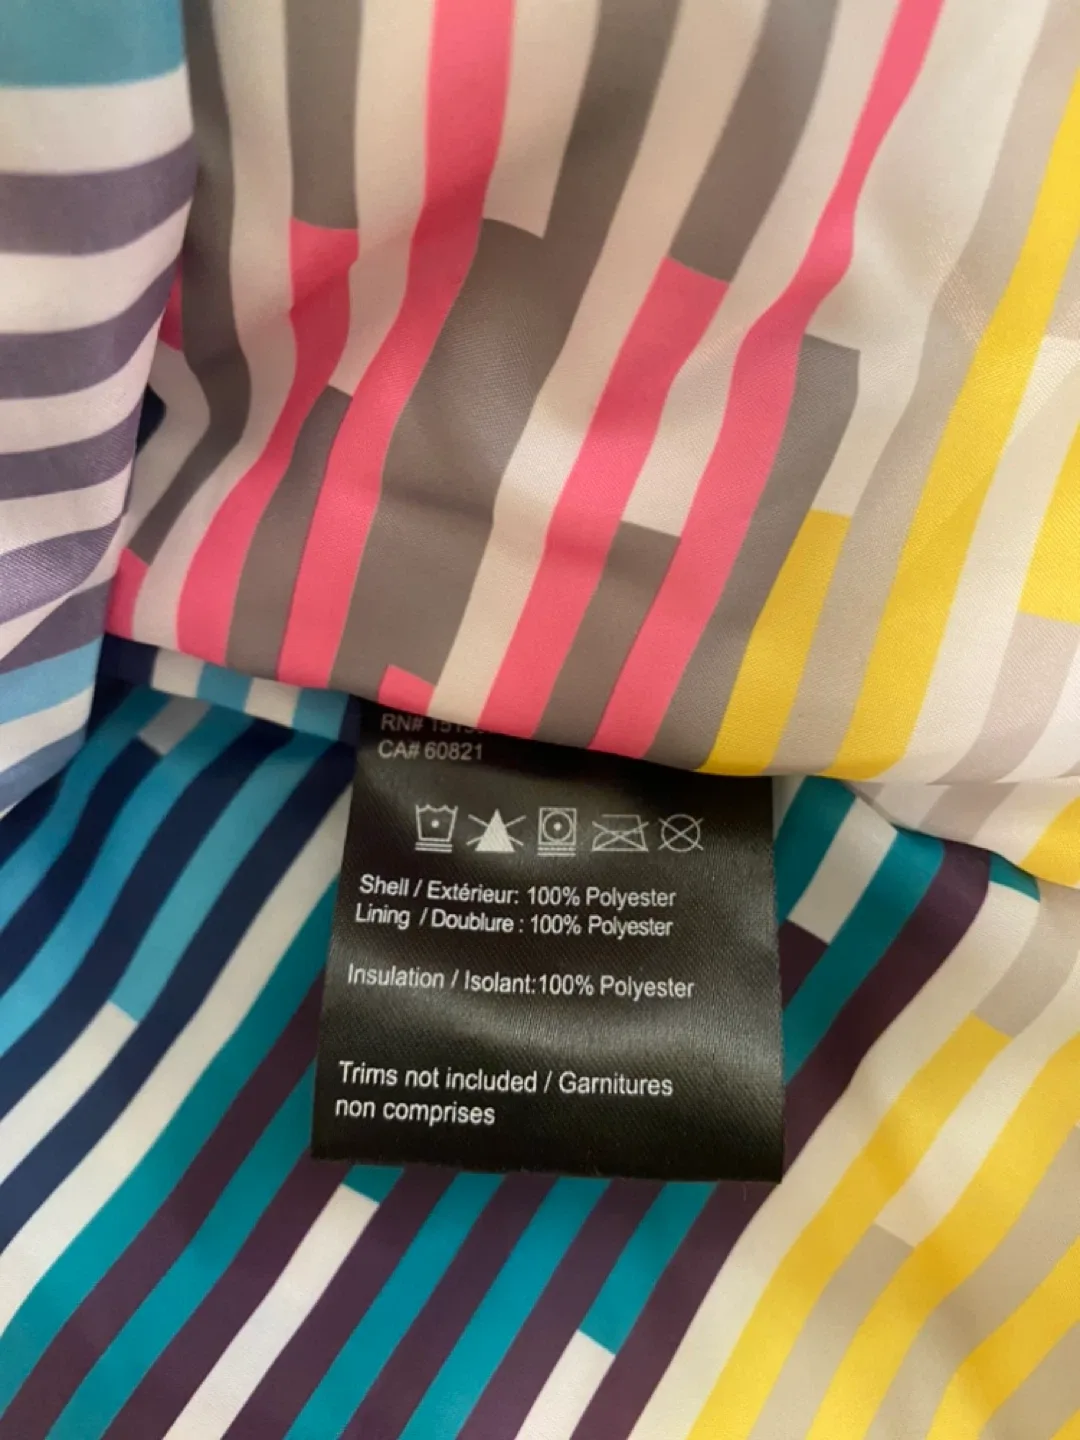 RN#
CA# 60821
Shell / Extérieur: 100% Polyester
Lining / Doublure : 100% Polyester
Insulation / Isolant:100% Polyester
Trims not included / Garnitures
non comprises